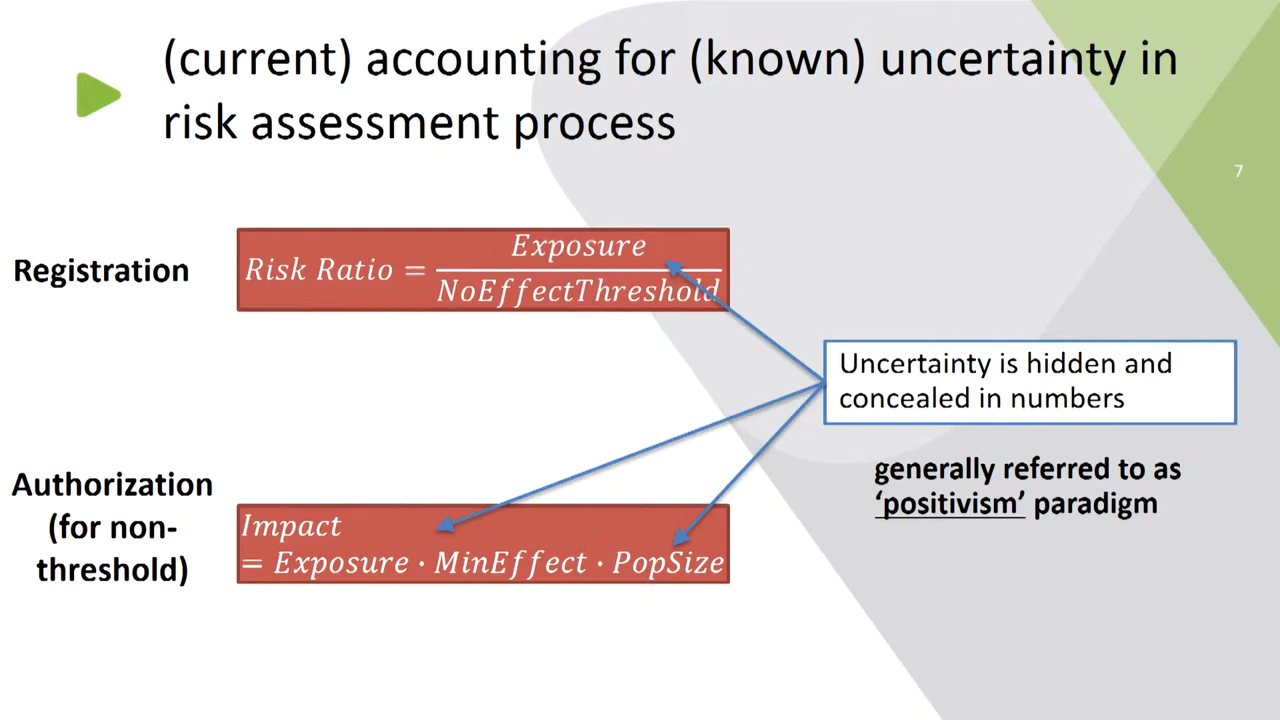 (current) accounting for (known) uncertainty in
risk assessment process
7
Registration
Risk Ratio = Exposure / NoEffectThreshold
Uncertainty is hidden and
concealed in numbers
generally referred to as
‘positivism’ paradigm
Authorization
(for non-
threshold)
Impact
= Exposure · MinEffect · PopSize